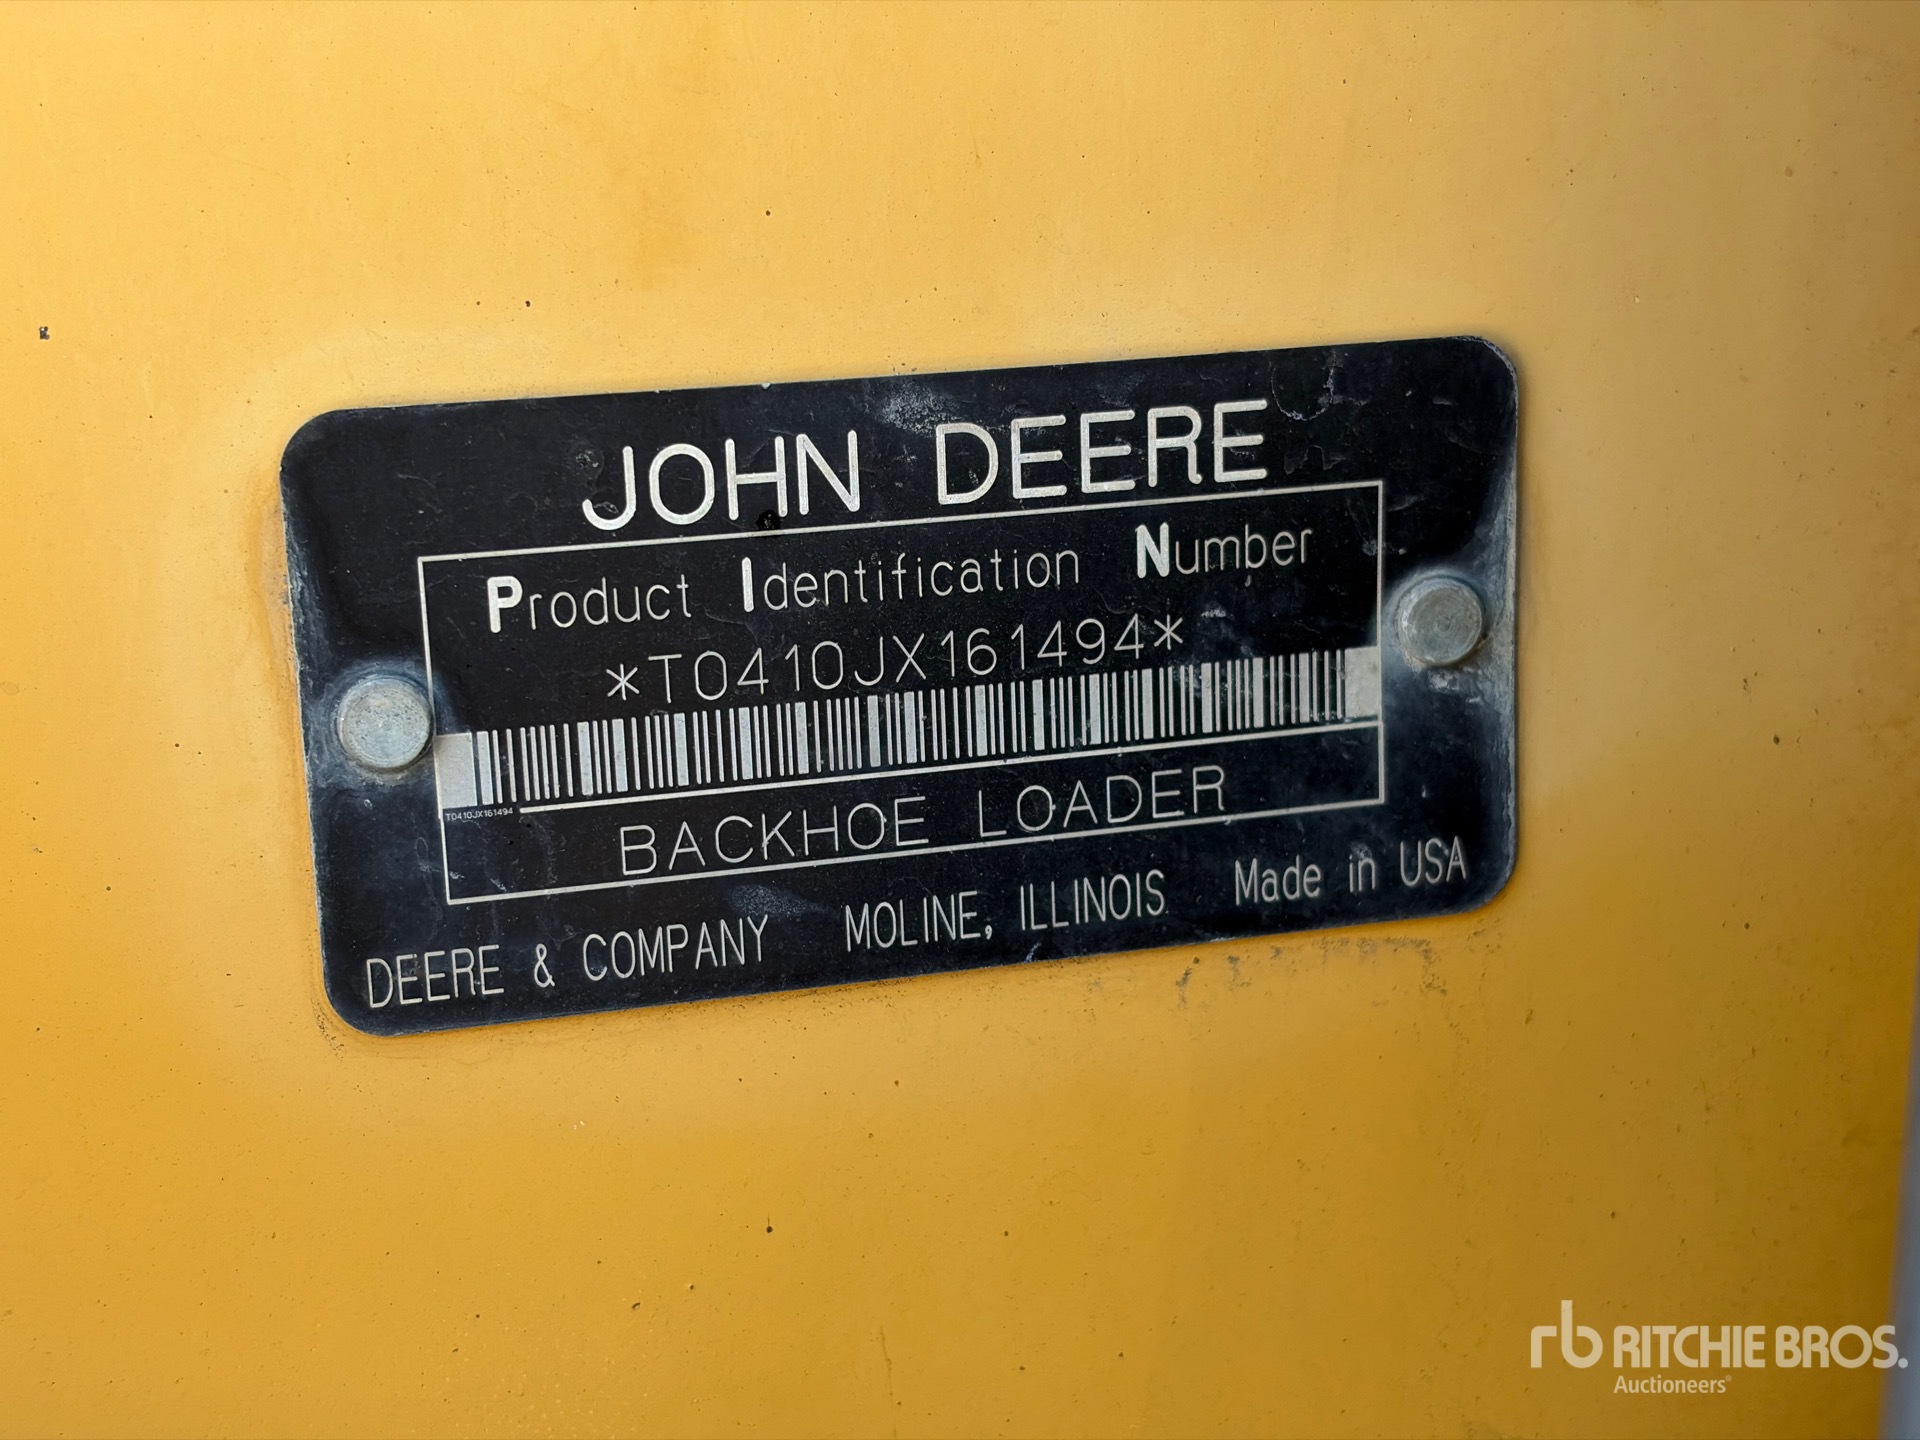 JOHN DEERE
Product Identification Number
*T0410JX161494*
T0410JX161494
BACKHOE LOADER
DEERE & COMPANY MOLINE, ILLINOIS Made in USA
rb RITCHIE BROS.
Auctioneers